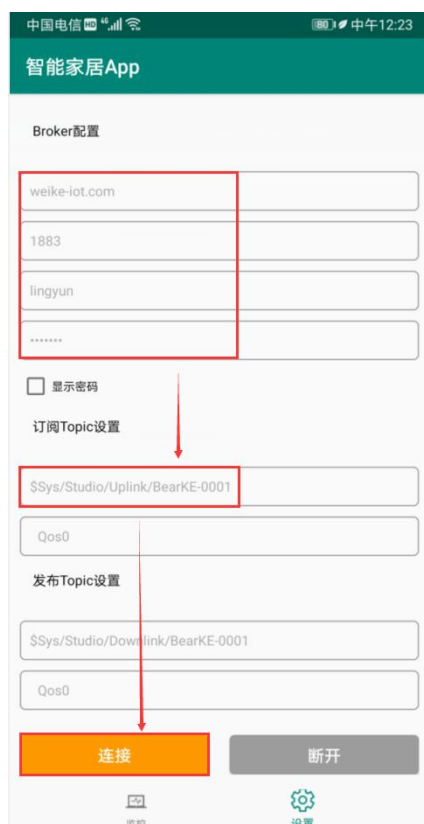 中国电信 HD 46 80 中午12:23
智能家居App
Broker配置
weike-iot.com
1883
lingyun
•••••••
显示密码
订阅Topic设置
$Sys/Studio/Uplink/BearKE-0001
Qos0
发布Topic设置
$Sys/Studio/Downlink/BearKE-0001
Qos0
连接 断开
监控 设置